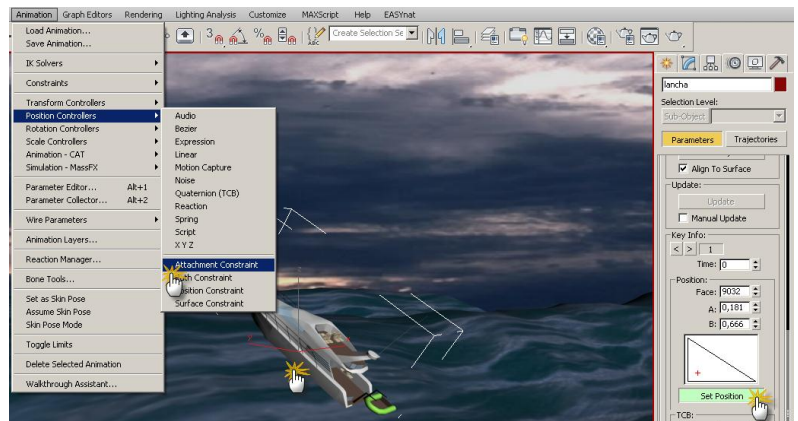 Animation Graph Editors Rendering Lighting Analysis Customize MAXScript Help EASYnat
Load Animation...
Save Animation...
IK Solvers
Constraints
Transform Controllers
Position Controllers
Rotation Controllers
Scale Controllers
Animation - CAT
Simulation - MassFX
Parameter Editor... Alt+1
Parameter Collector... Alt+2
Wire Parameters
Animation Layers...
Reaction Manager...
Bone Tools...
Set as Skin Pose
Assume Skin Pose
Skin Pose Mode
Toggle Limits
Delete Selected Animation
Walkthrough Assistant...
3 % ABC Create Selection Se
Audio
Bezier
Expression
Linear
Motion Capture
Noise
Quaternion (TCB)
Reaction
Spring
Script
X Y Z
Attachment Constraint
Path Constraint
Position Constraint
Surface Constraint
x
lancha
Selection Level:
Sub-Object
Parameters Trajectories
Align To Surface
Update:
Update
Manual Update
Key Info:
< > 1
Time: 0
Position:
Face: 9032
A: 0,181
B: 0,666
Set Position
TCB: